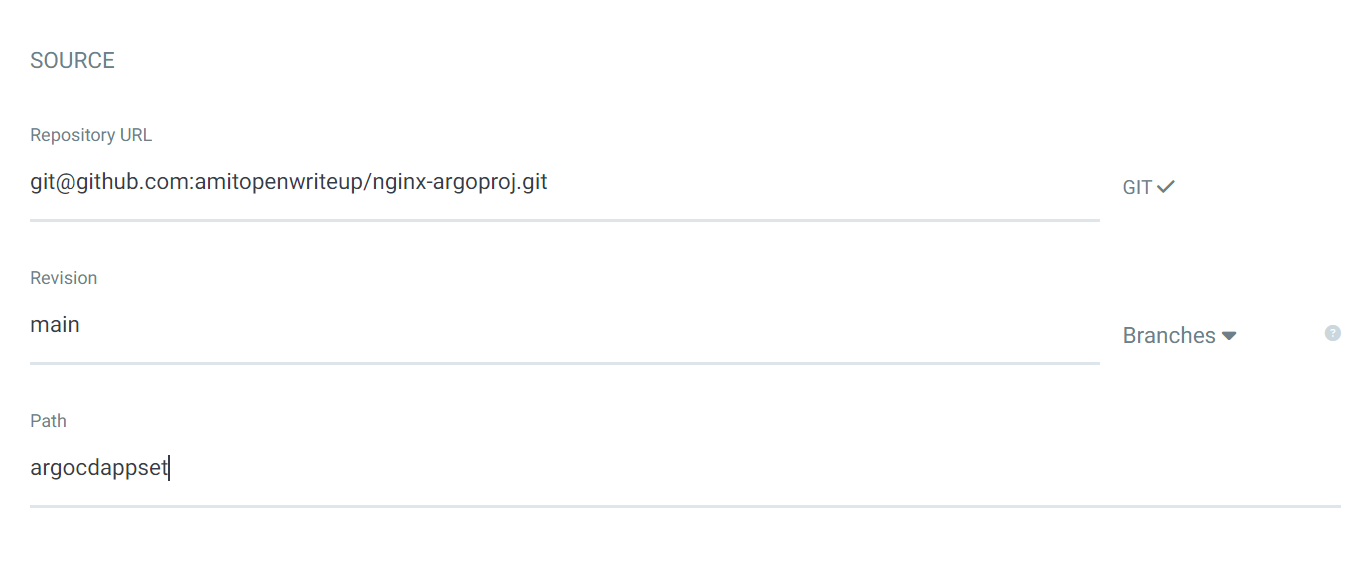 SOURCE
Repository URL
git@github.com:amitopenwriteup/nginx-argoproj.git
GIT
Revision
main
Branches
?
Path
argocdappset